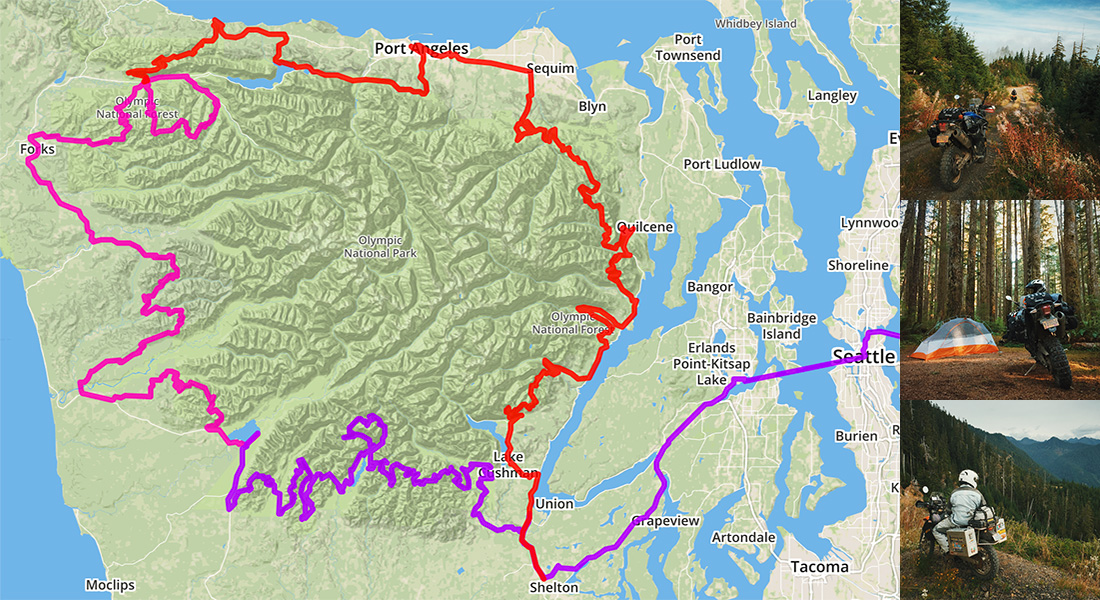 Whidbey Island
Port
Townsend
Port Angeles
Sequim
Blyn
Langley
Olympic
National Forest
Forks
Port Ludlow
Quilcene
Lynnwoo
Olympic
National Park
Shoreline
Bangor
Bainbridge
Island
Olympic
National Forest
Erlands
Point-Kitsap
Lake
Seattle
Burien
Lake
Cushman
Union
Grapeview
Artondale
Tacoma
Moclips
Shelton